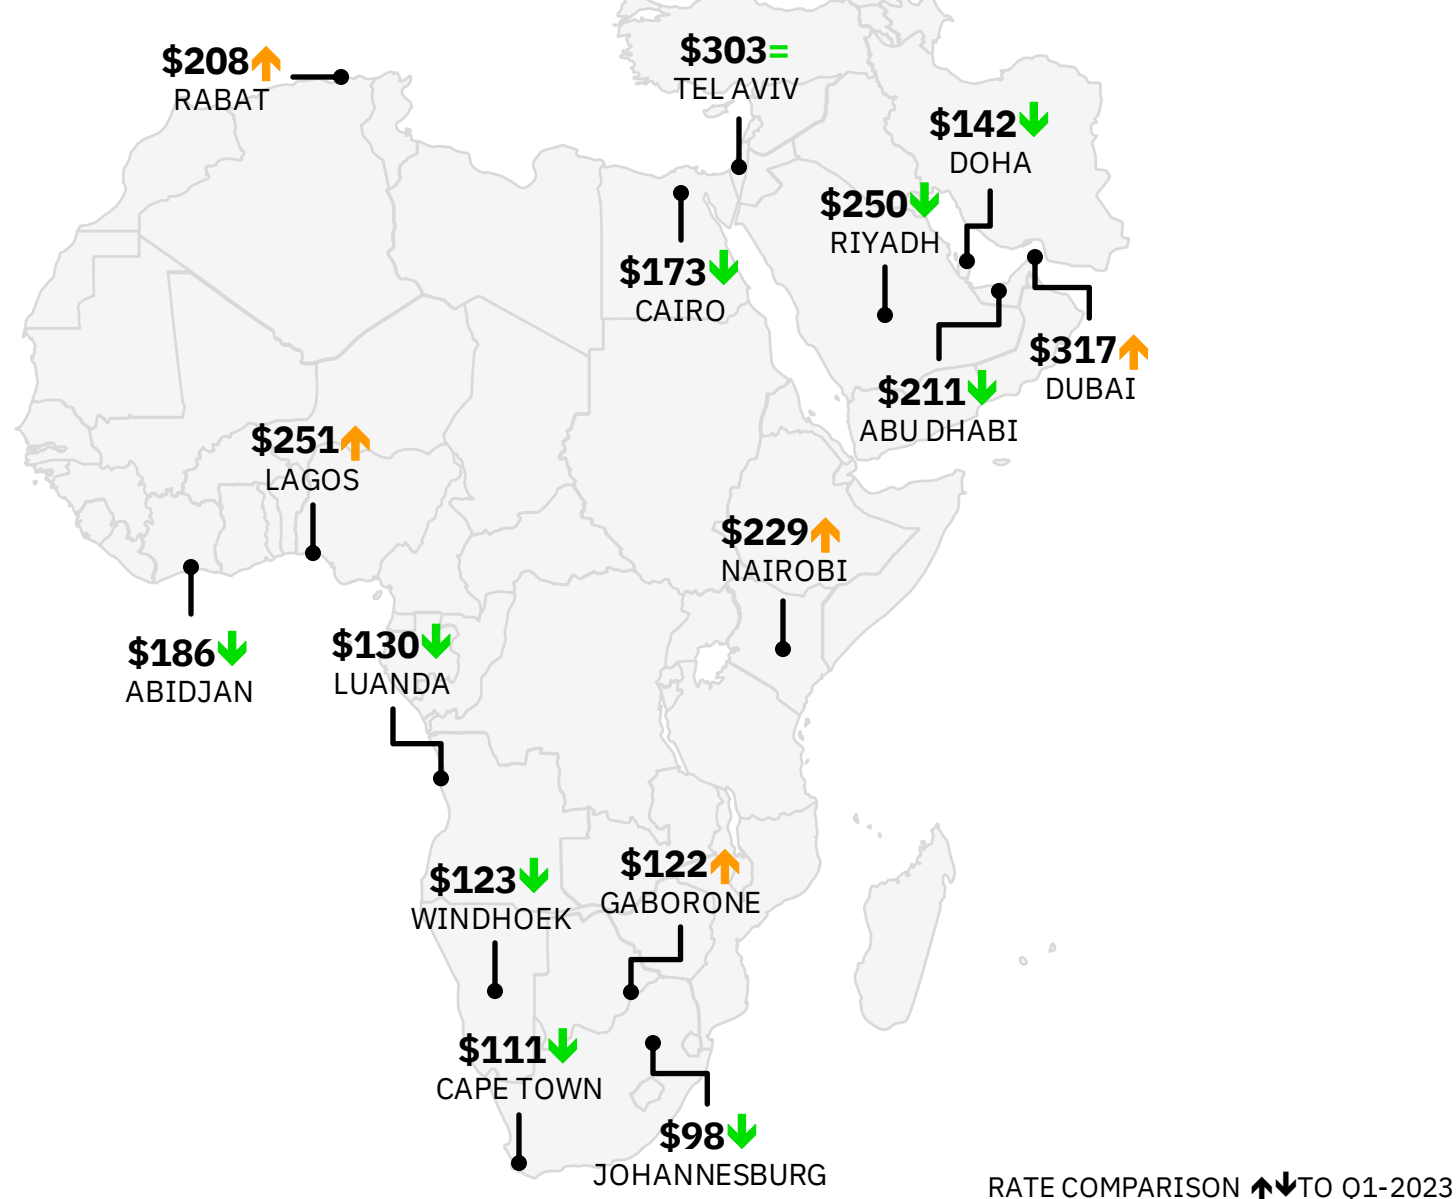 $208↑
RABAT
$303=
TEL AVIV
$142↓
DOHA
$250↓
RIYADH
$173↓
CAIRO
$317↑
DUBAI
$211↓
ABU DHABI
$251↑
LAGOS
$229↑
NAIROBI
$186↓
ABIDJAN
$130↓
LUANDA
$123↓
WINDHOEK
$122↑
GABORONE
$111↓
CAPE TOWN
$98↓
JOHANNESBURG
RATE COMPARISON ↑↓TO Q1-2023